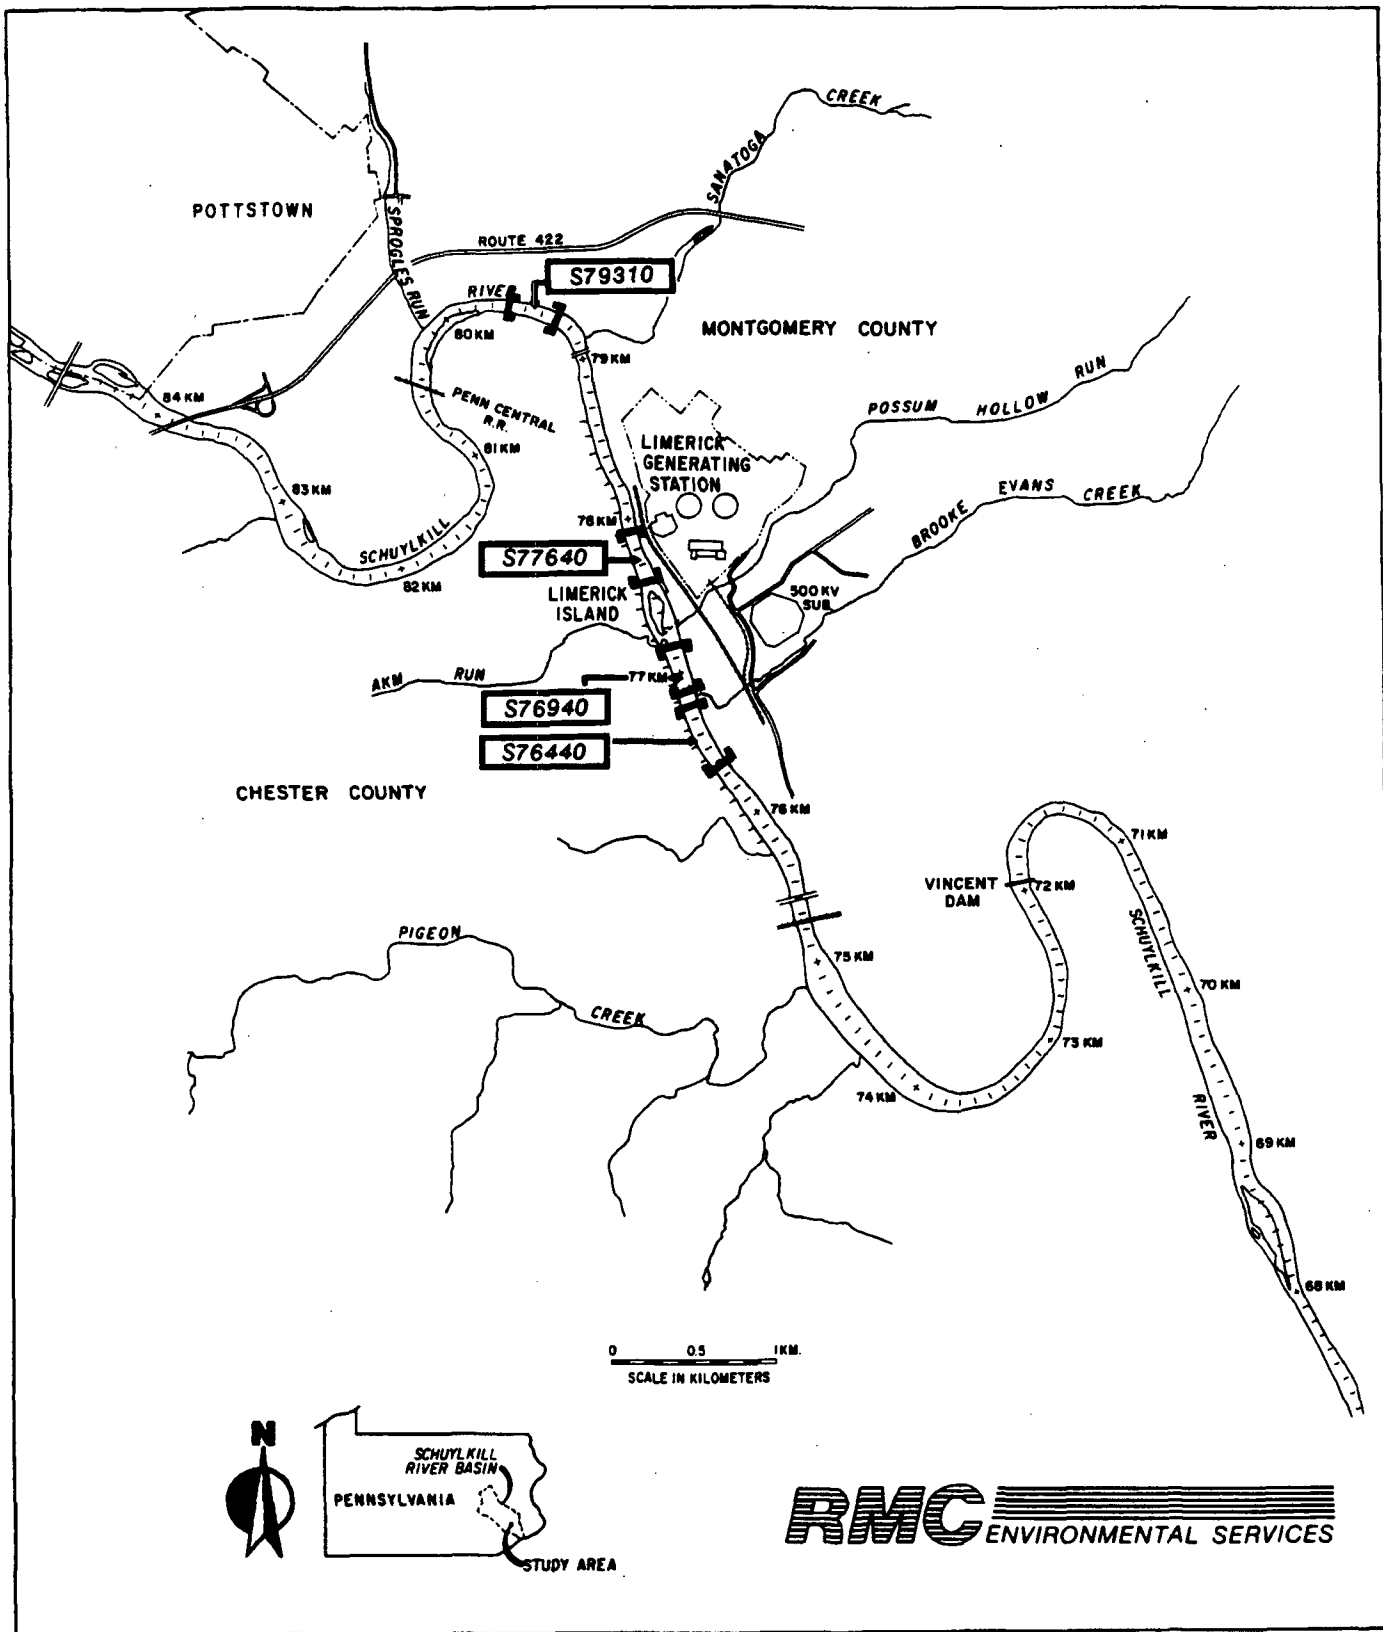 CREEK
SANATOGA
POTTSTOWN
SPROGLES RUN
ROUTE 422
S79310
RIVER
MONTGOMERY COUNTY
80 KM
79 KM
84 KM
PENN CENTRAL
R.R.
POSSUM HOLLOW RUN
81 KM
LIMERICK
GENERATING
STATION
83 KM
BROOKE EVANS CREEK
78 KM
SCHUYLKILL
S77640
82 KM
LIMERICK
ISLAND
500 KV
SUB
AKM RUN
77 KM
S76940
S76440
CHESTER COUNTY
76 KM
71 KM
VINCENT
DAM
72 KM
SCHUYLKILL
PIGEON
75 KM
70 KM
CREEK
73 KM
74 KM
RIVER
69 KM
68 KM
0 0.5 1 KM.
SCALE IN KILOMETERS
N
SCHUYLKILL
RIVER BASIN
PENNSYLVANIA
STUDY AREA
RMC ENVIRONMENTAL SERVICES